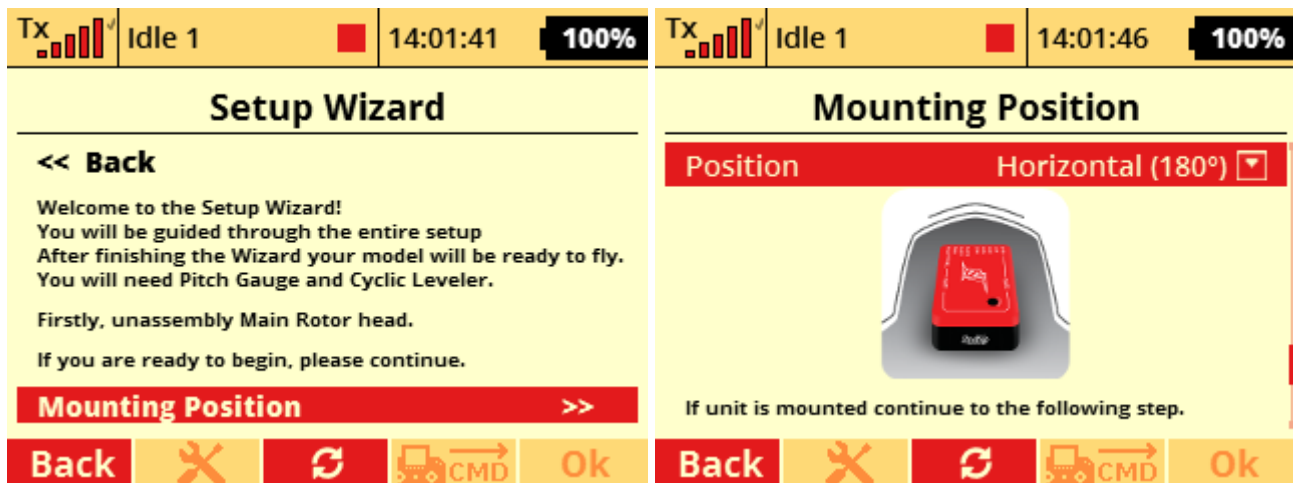 Tx Idle 1 14:01:41 100%
Setup Wizard
<< Back
Welcome to the Setup Wizard!
You will be guided through the entire setup
After finishing the Wizard your model will be ready to fly.
You will need Pitch Gauge and Cyclic Leveler.
Firstly, unassembly Main Rotor head.
If you are ready to begin, please continue.
Mounting Position >>
Back CMD Ok
Tx Idle 1 14:01:46 100%
Mounting Position
Position Horizontal (180º)
If unit is mounted continue to the following step.
Back CMD Ok